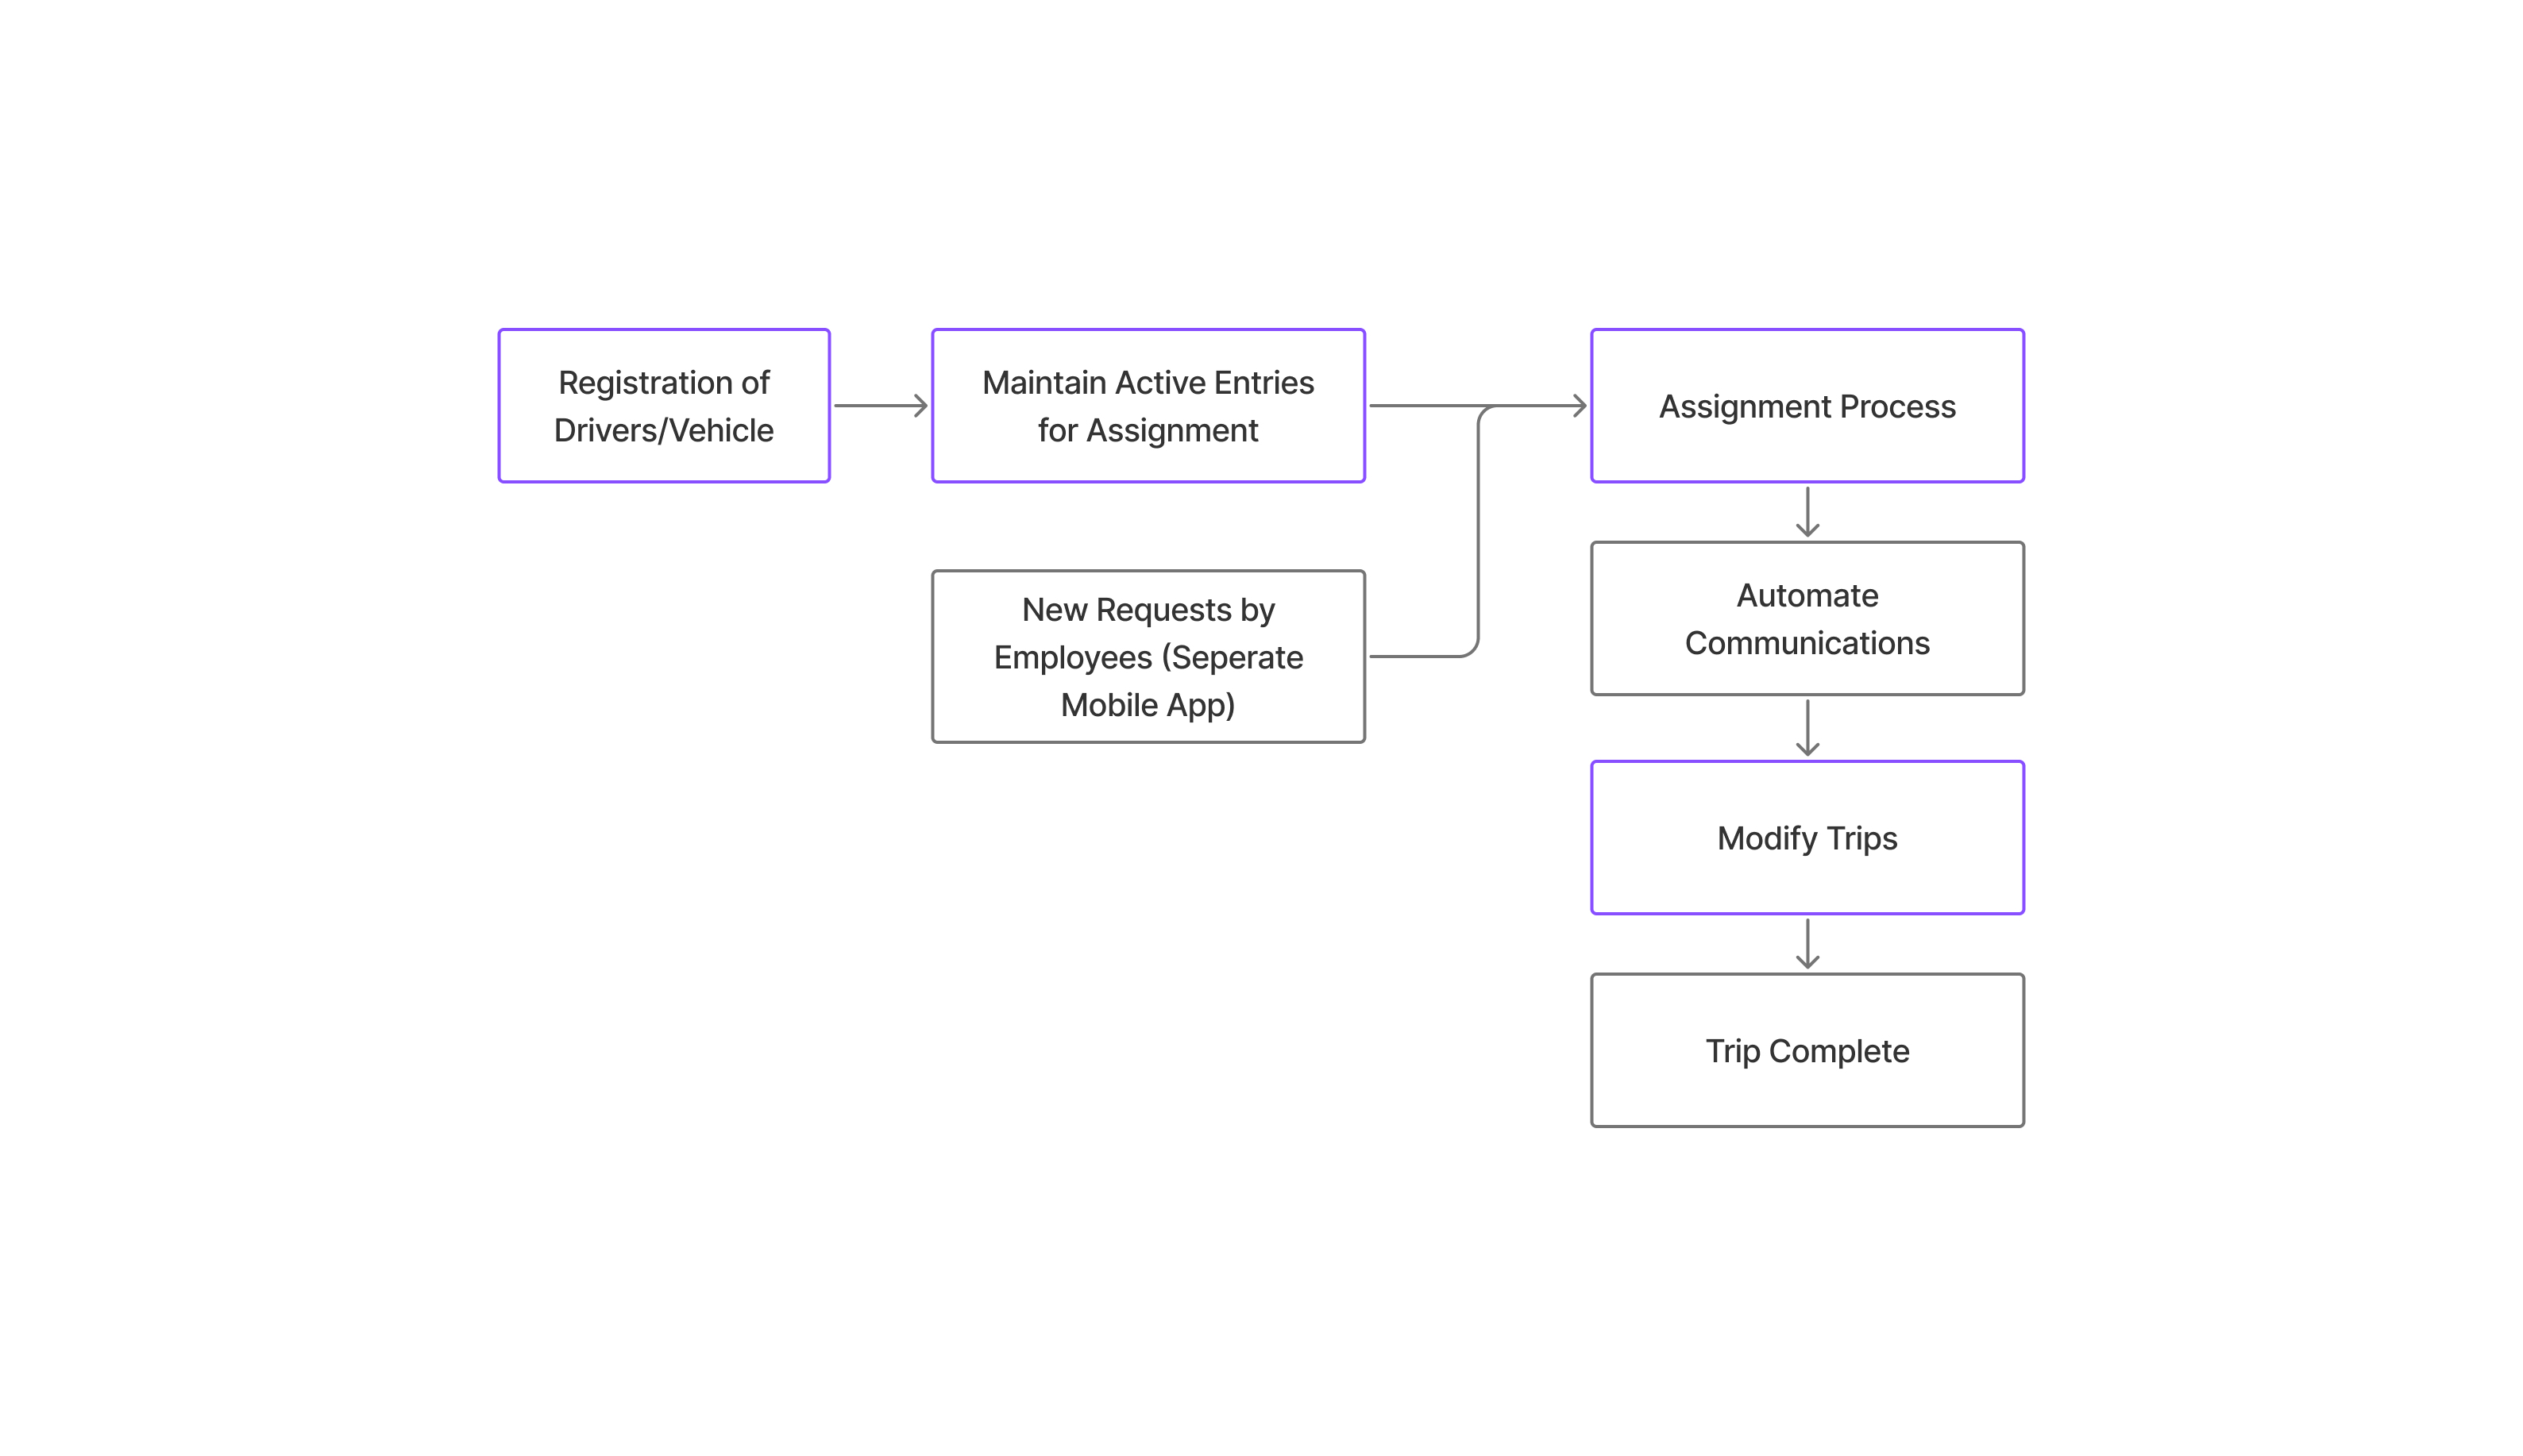 Registration of
Drivers/Vehicle
Maintain Active Entries
for Assignment
Assignment Process
New Requests by
Employees (Seperate
Mobile App)
Automate
Communications
Modify Trips
Trip Complete